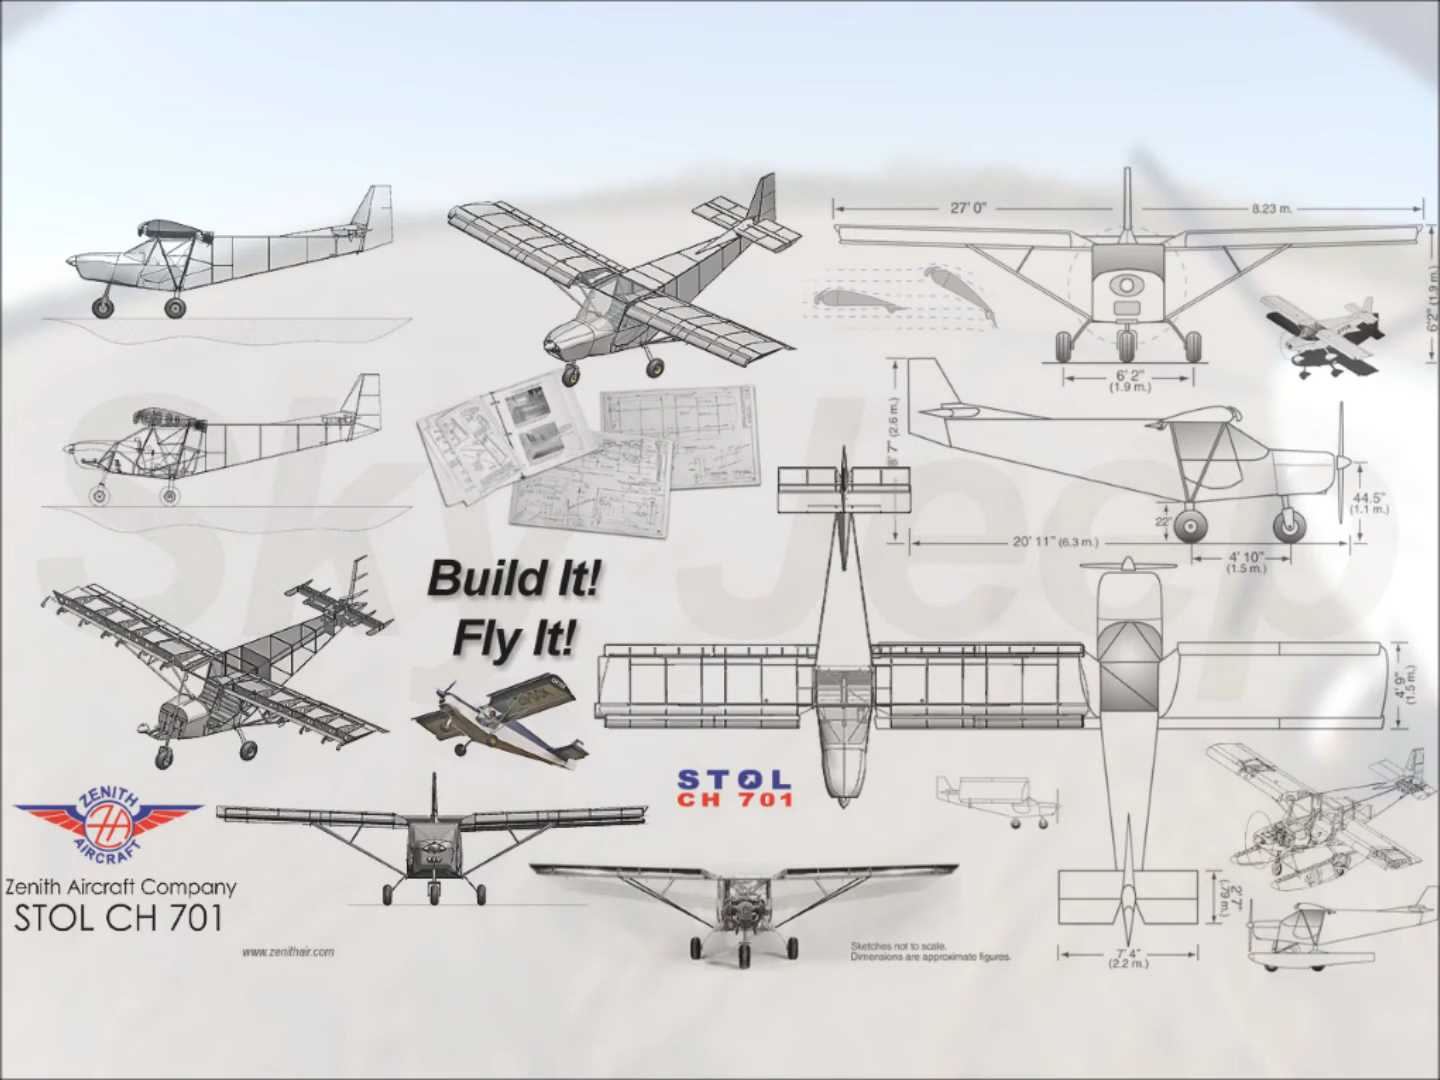 27' 0"
8.23 m.
6'2" (1.9 m.)
6' 2"
(1.9 m.)
7" (2.6 m.)
44.5"
(1.1 m.)
22"
20' 11" (6.3 m.)
4' 10"
(1.5 m.)
Sky Jeep
Build It!
Fly It!
4' 9"
(1.5 m.)
STOL
CH 701
ZENITH
AIRCRAFT
Zenith Aircraft Company
STOL CH 701
www.zenithair.com
Sketches not to scale.
Dimensions are approximate figures.
2' 7"
(.79 m.)
7' 4"
(2.2 m.)